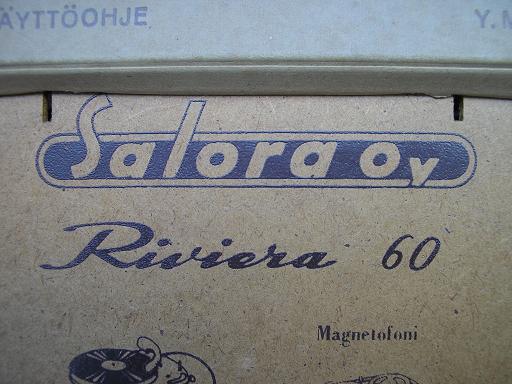 ÄYTTÖOHJE Y.M
Salora Oy
Riviera 60
Magnetofoni